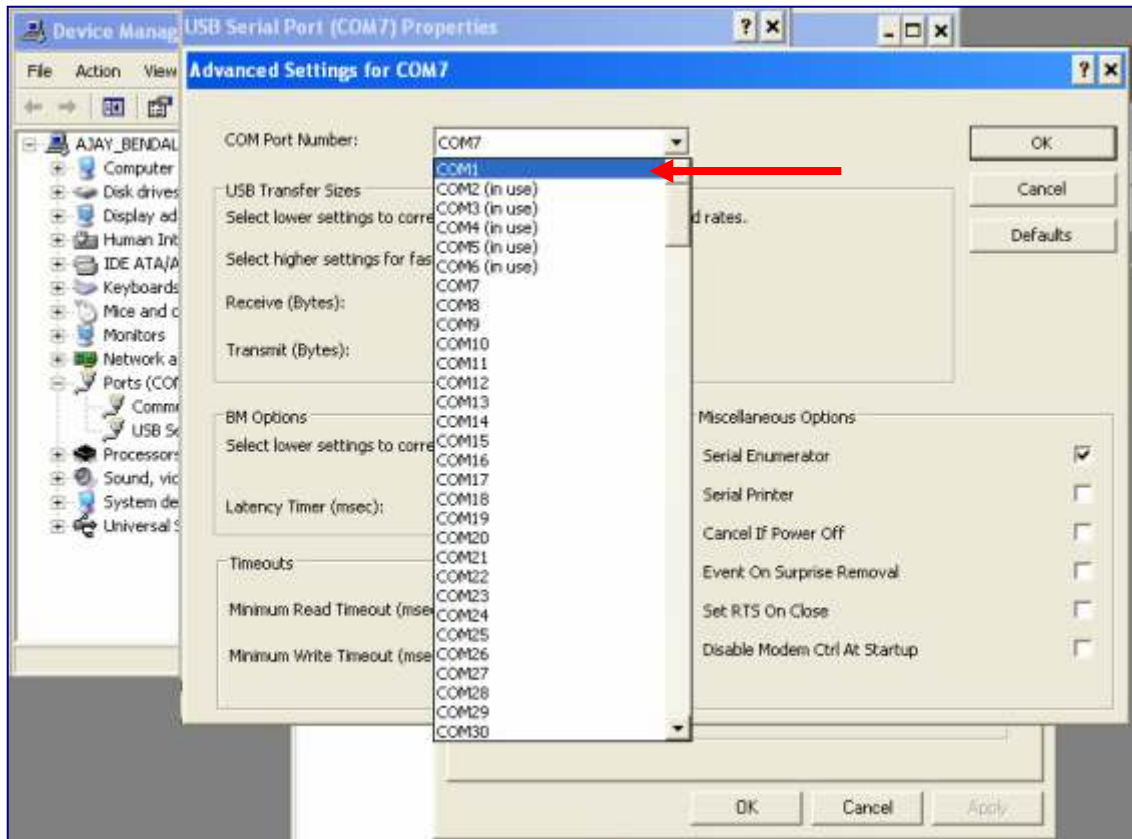 Device Manag
USB Serial Port (COM7) Properties
File Action View
Advanced Settings for COM7
AJAY_BENDAL
Computer
Disk drives
Display ad
Human Int
IDE ATA/A
Keyboards
Mice and o
Monitors
Network a
Ports (COM
Commu
USB Se
Processors
Sound, vid
System de
Universal S
COM Port Number:
COM7
OK
Cancel
Defaults
COM1
COM2 (in use)
COM3 (in use)
COM4 (in use)
COM5 (in use)
COM6 (in use)
COM7
COM8
COM9
COM10
COM11
COM12
COM13
COM14
COM15
COM16
COM17
COM18
COM19
COM20
COM21
COM22
COM23
COM24
COM25
COM26
COM27
COM28
COM29
COM30
USB Transfer Sizes
Select lower settings to corre d rates.
Select higher settings for fas
Receive (Bytes):
Transmit (Bytes):
BM Options
Select lower settings to corre
Latency Timer (msec):
Timeouts
Minimum Read Timeout (mse
Minimum Write Timeout (mse
Miscellaneous Options
Serial Enumerator
Serial Printer
Cancel If Power Off
Event On Surprise Removal
Set RTS On Close
Disable Modem Ctrl At Startup
OK Cancel Apply